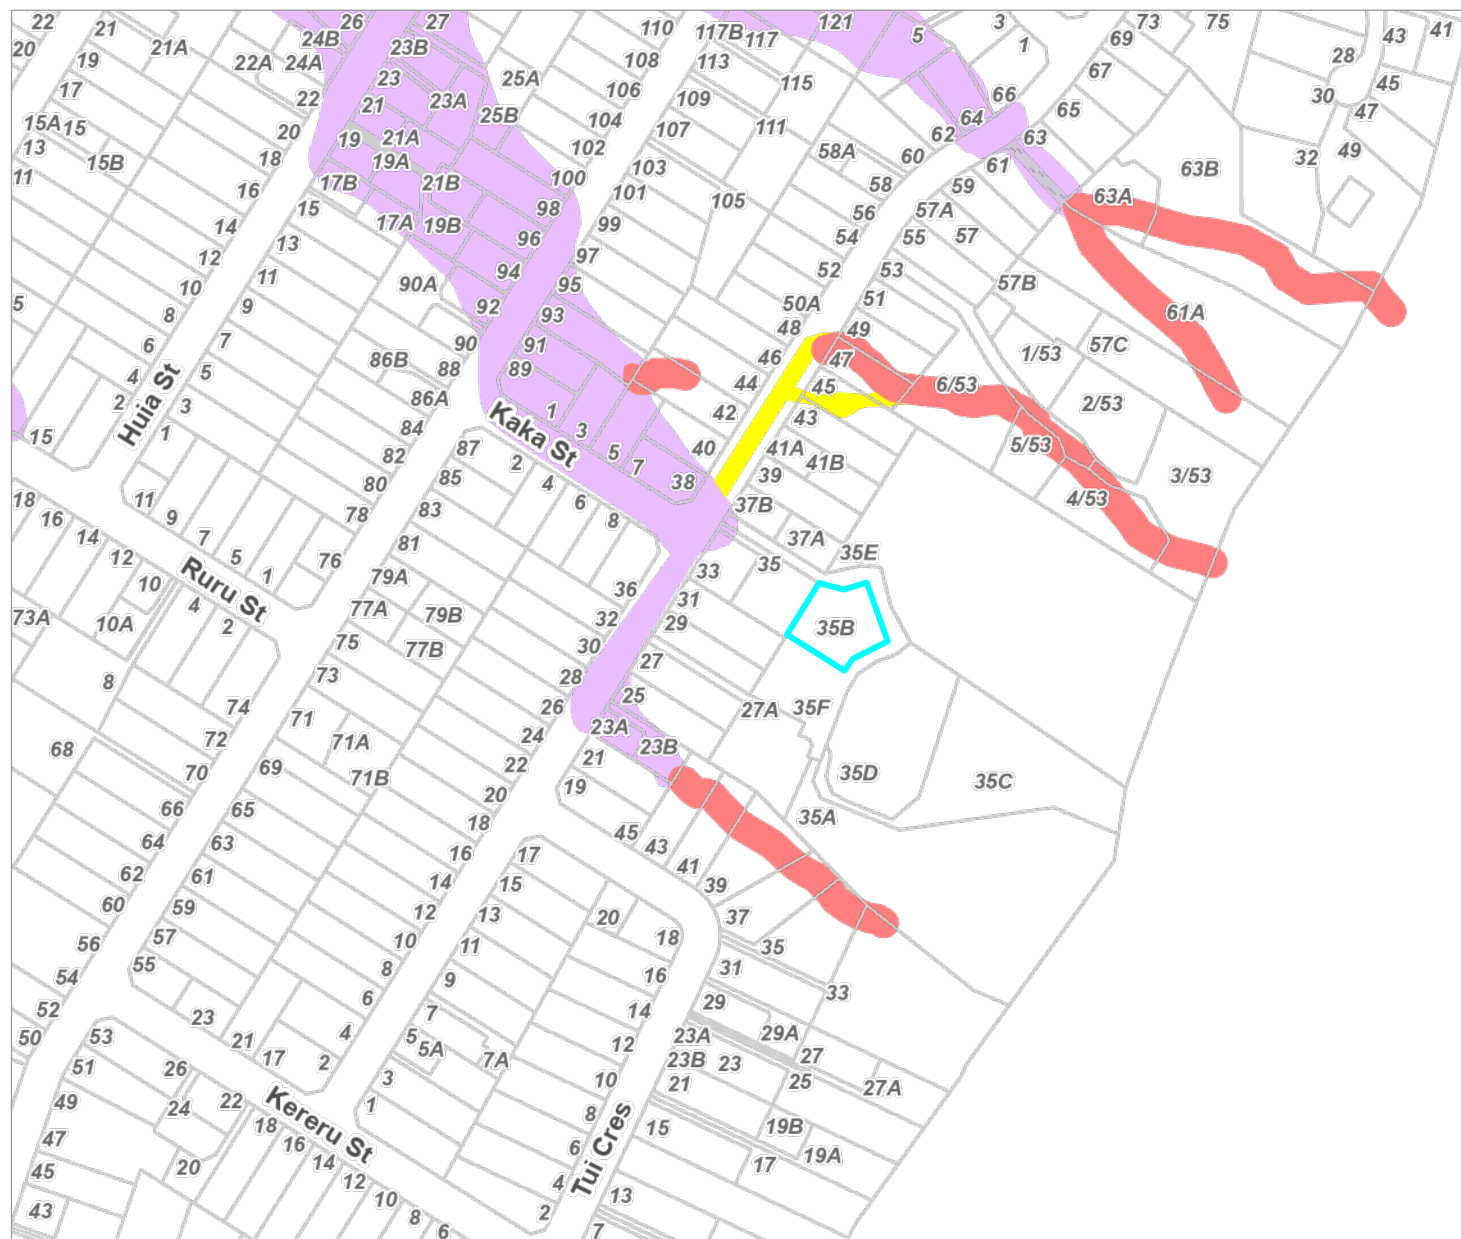 22 21 26 27 110 117B 117 121 5 3 1 73 75 43 41
20 19 21A 24B 23B 108 113 115 69 28 45
17 22A 24A 23 25A 106 109 67 30 47
15A 15 22 21 23A 25B 104 107 111 66 65
13 15B 20 19 21A 102 103 58A 60 62 64 63 61 32 49
11 18 17B 19A 21B 100 101 105 58 59 63A 63B
16 15 17A 19B 98 99 56 57A
14 13 96 97 54 55 57
12 11 90A 94 95 52 53 57B
5 10 9 92 93 50A 51 61A
8 7 90 91 48 49 1/53 57C
6 5 86B 88 89 46 47 6/53
4 3 86A 1 44 45 2/53
2 1 84 3 42 43 5/53
Huia St
Kaka St
15 82 87 2 5 7 40 41A 41B 3/53
18 11 80 85 4 38 39 4/53
16 9 78 83 6 8 37B
14 7 5 76 81 37A 35E
12 1 79A 33 35
Ruru St
10 4 77A 79B 36 31 35B
73A 10A 2 75 77B 32 29
8 73 30 27
74 71 28 25 27A 35F
68 72 71A 26 23A 23B
70 69 71B 24 21 35D 35C
66 65 22 19
64 63 20 45 35A
62 61 18 43
60 59 16 17 41
56 57 14 15 39
54 55 12 13 20 37
52 23 10 11 18 35
50 53 21 8 9 16 31 33
51 26 17 6 7 14 29 29A
49 24 22 4 5 5A 7A 12 23A 27
47 18 2 3 10 23B 23 25 27A
45 20 16 1 8 21 19B
Kereru St
43 14 6 15 19A
12 4 17
10 2 13
8 7
6
Tui Cres